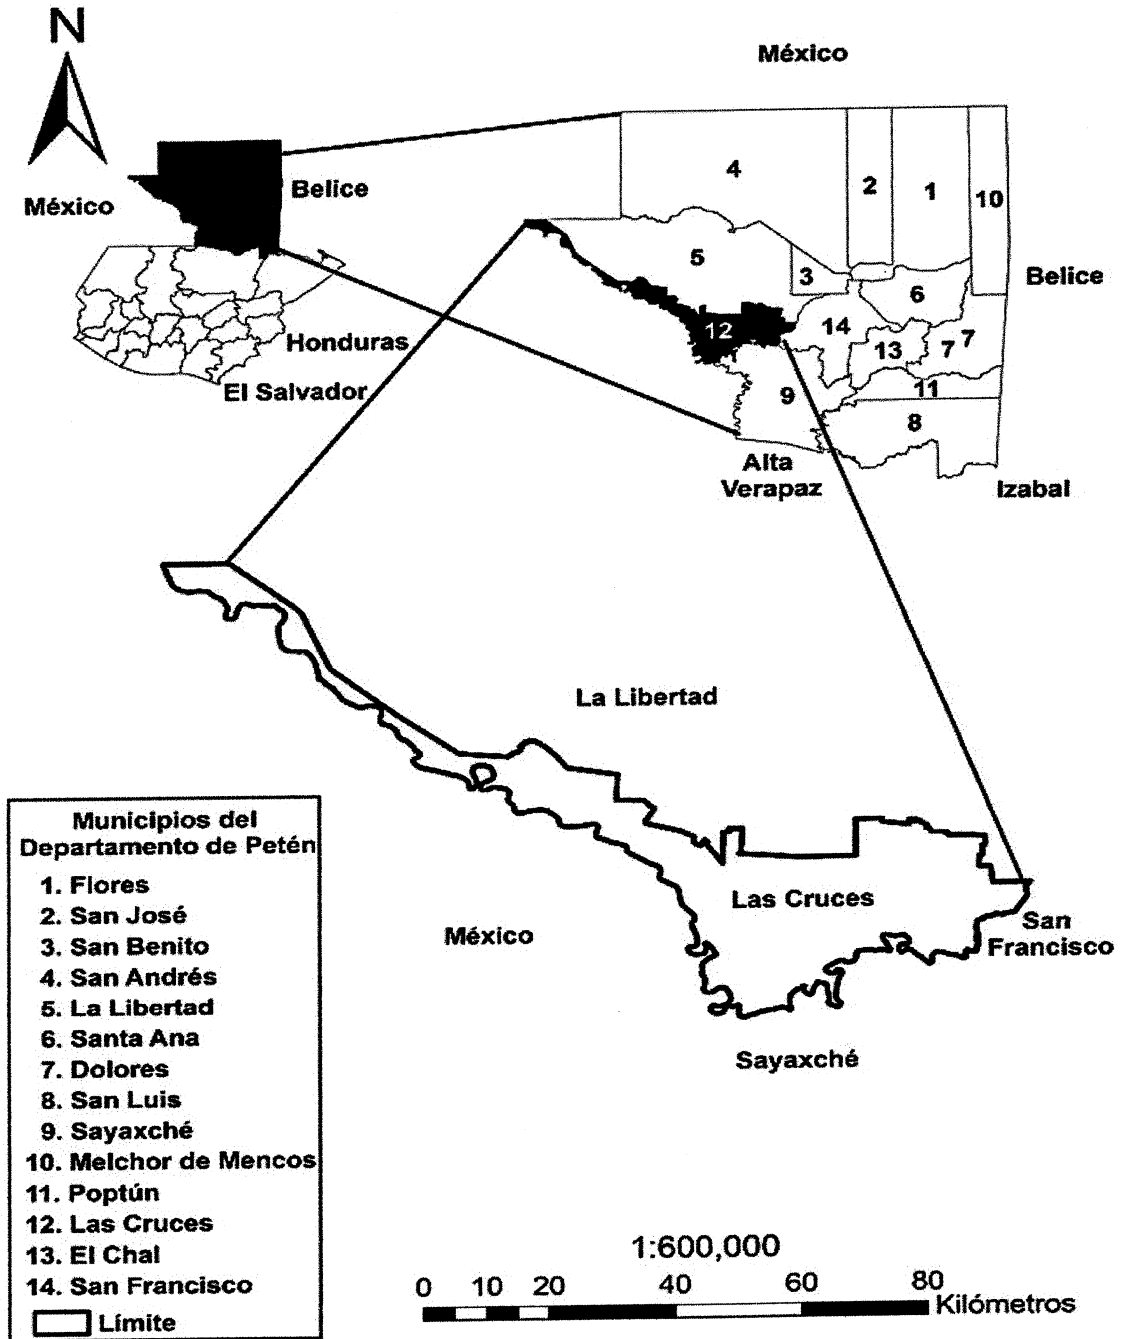 N
México
México
Belice
Honduras
El Salvador
4
2
1
10
5
3
Belice
6
12
14
7
13
7
11
9
8
Alta
Verapaz
Izabal
La Libertad
Las Cruces
México
San
Francisco
Sayaxché
Municipios del
Departamento de Petén
1. Flores
2. San José
3. San Benito
4. San Andrés
5. La Libertad
6. Santa Ana
7. Dolores
8. San Luis
9. Sayaxché
10. Melchor de Mencos
11. Poptún
12. Las Cruces
13. El Chal
14. San Francisco
Límite
1:600,000
0 10 20 40 60 80
Kilómetros